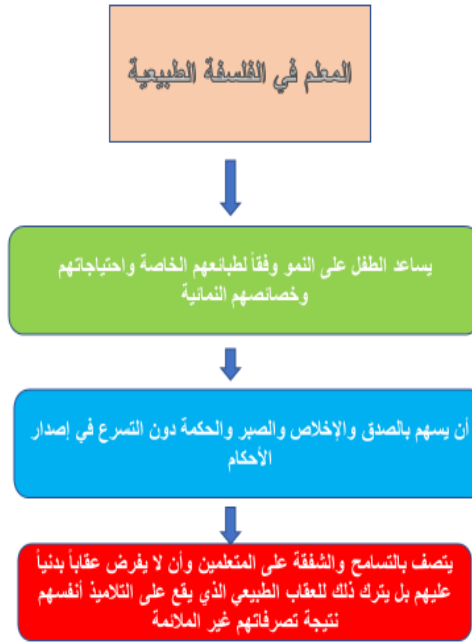 المعلم في الفلسفة الطبيعية
يساعد الطفل على النمو وفقاً لطبائعهم الخاصة واحتياجاتهم
وخصائصهم النمائية
أن يسهم بالصدق والإخلاص والصبر والحكمة دون التسرع في إصدار
الأحكام
يتصف بالتسامح والشفقة على المتعلمين وأن لا يفرض عقاباً بدنياً
عليهم بل يترك ذلك للعقاب الطبيعي الذي يقع على التلاميذ أنفسهم
نتيجة تصرفاتهم غير الملائمة